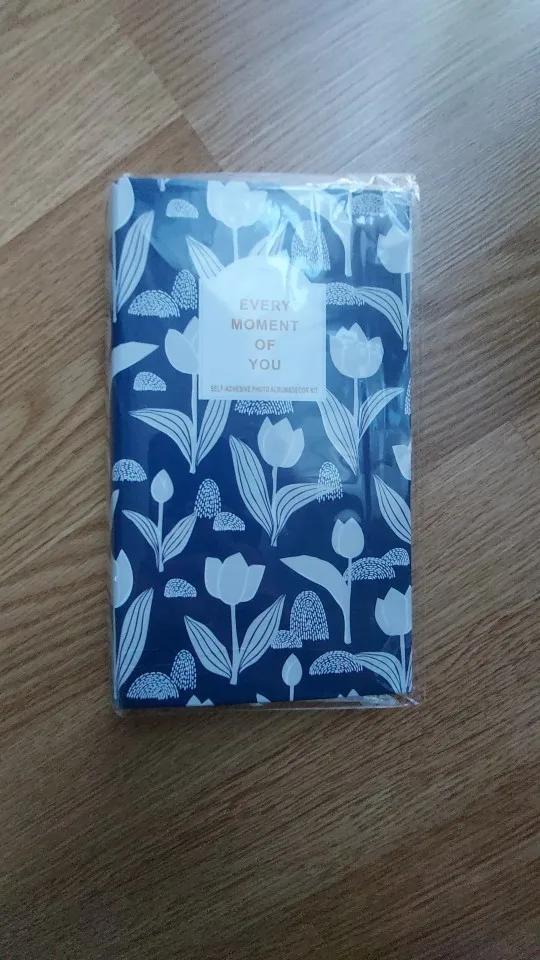 EVERY
MOMENT
OF
YOU
SELF-ADHESIVE PHOTO ALBUM&DECOR KIT